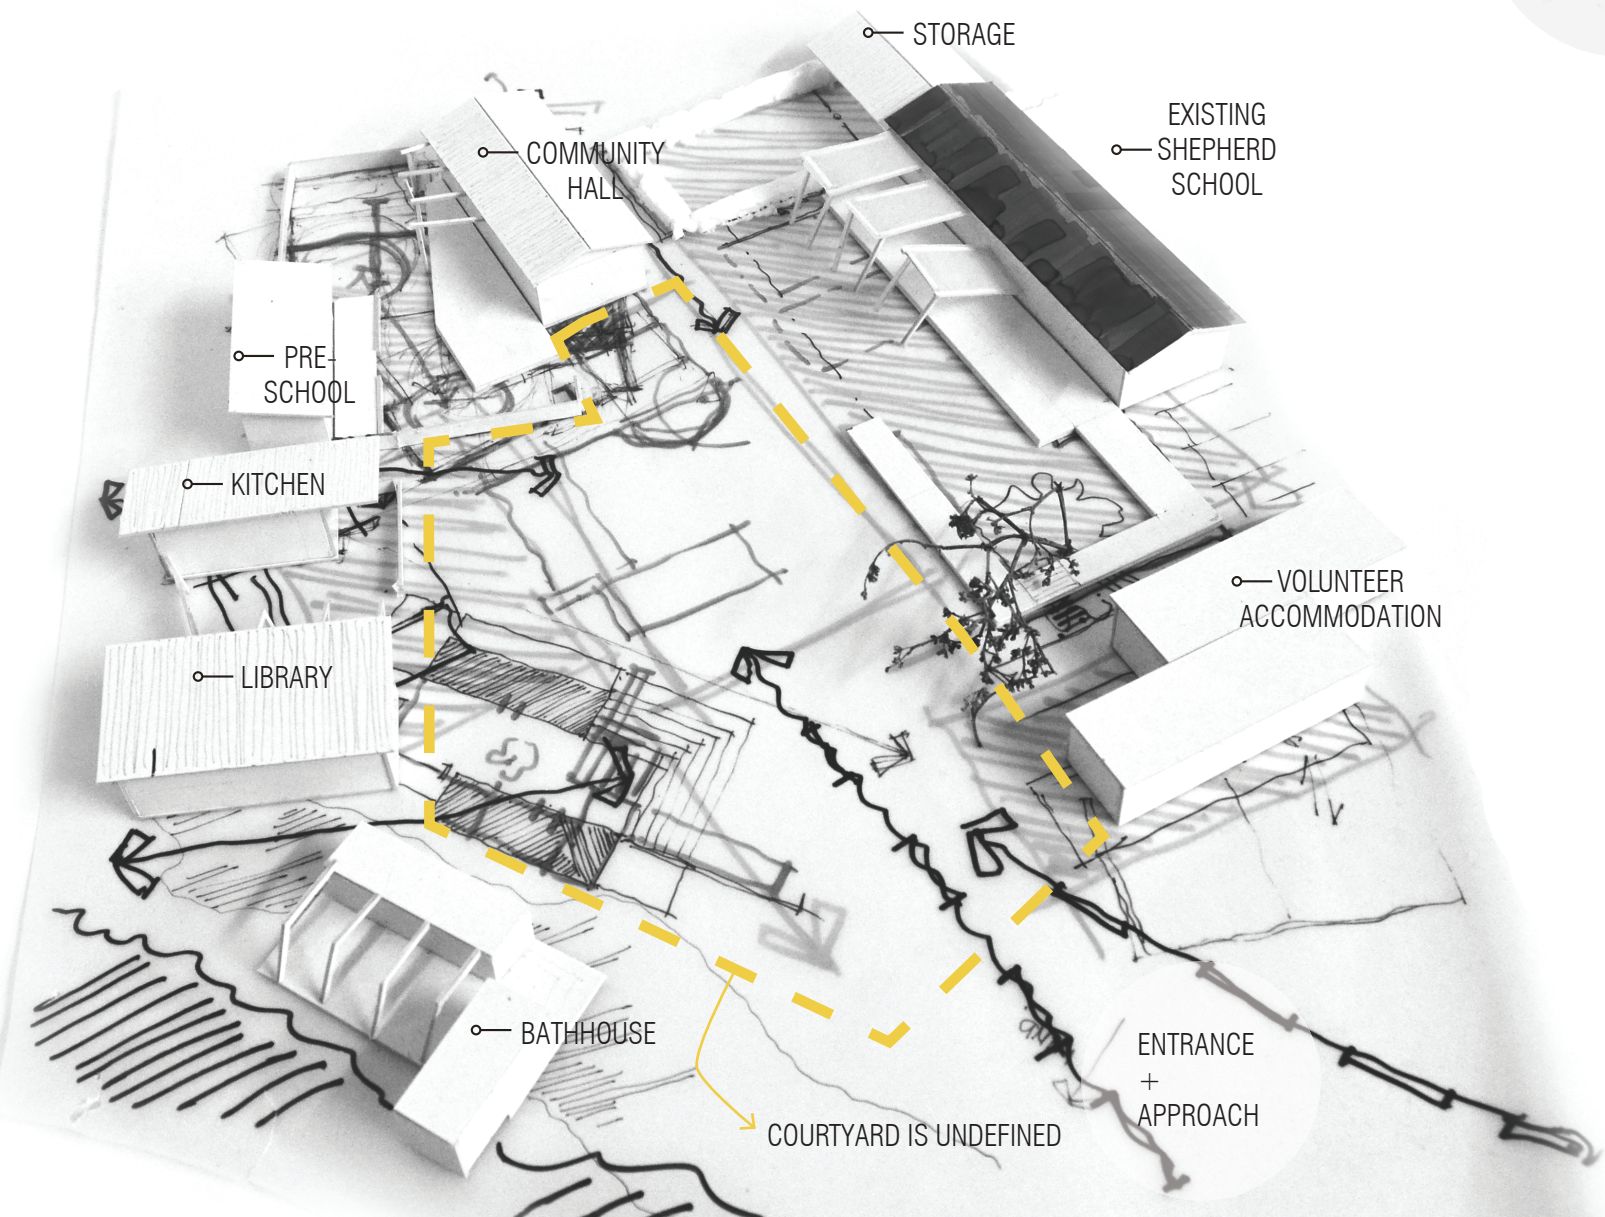 STORAGE
EXISTING
SHEPHERD
SCHOOL
COMMUNITY
HALL
PRE-
SCHOOL
KITCHEN
VOLUNTEER
ACCOMMODATION
LIBRARY
BATHHOUSE
ENTRANCE
+
APPROACH
COURTYARD IS UNDEFINED